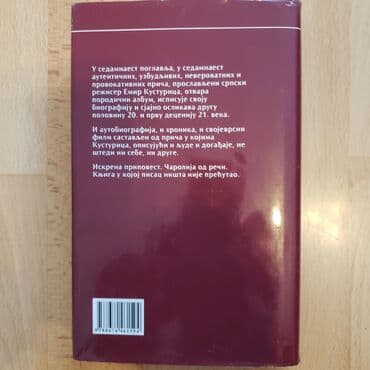 У седамнаест поглавља, у седамнаест
аутентичних, узбудљивих, невероватних и
провокативних прича, прослављени српски
режисер Емир Кустурица, отвара
породични албум, исписује своју
биографију и сјајно осликава другу
половину 20. и прву деценију 21. века.
И аутобиографија, и хроника, и својеврсни
филм састављен од прича у којима
Кустурица, описујући и људе и догађаје, не
штеди ни себе, ни друге.
Искрена приповест. Чаролија од речи.
Књига у којој писац ништа није прећутао.